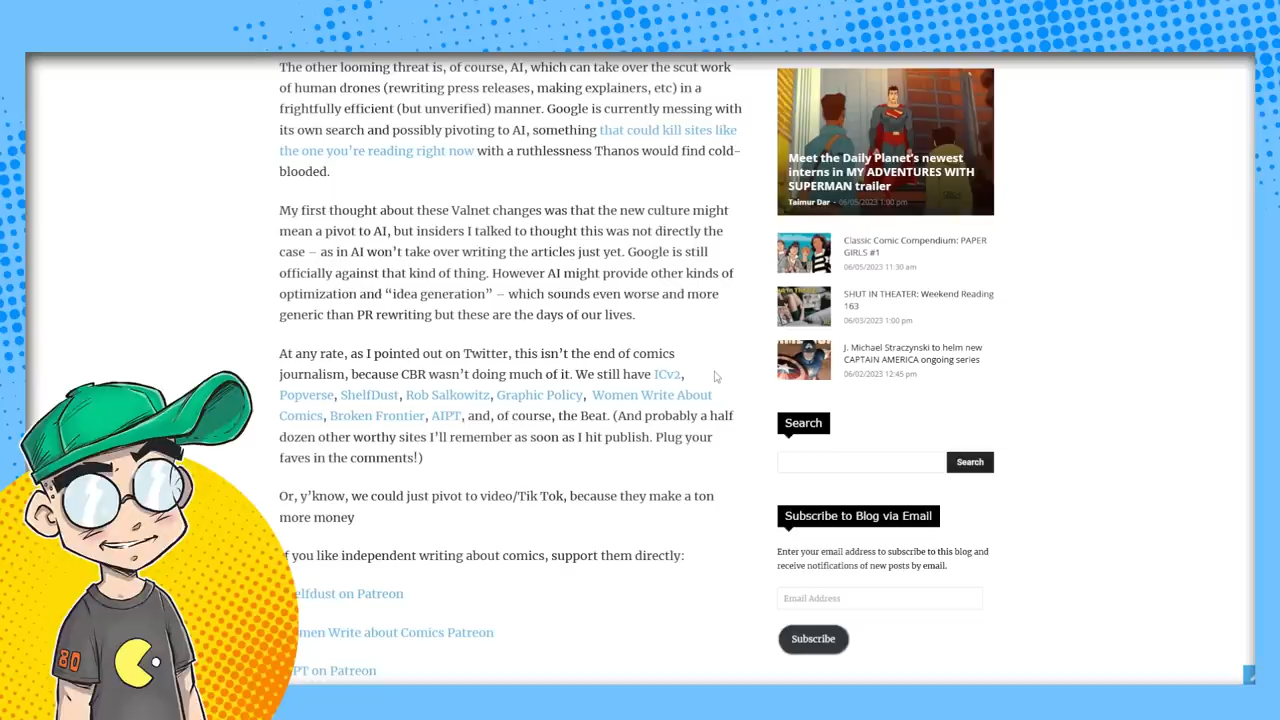 The other looming threat is, of course, AI, which can take over the scut work
of human drones (rewriting press releases, making explainers, etc) in a
frightfully efficient (but unverified) manner. Google is currently messing with
its own search and possibly pivoting to AI, something that could kill sites like
the one you're reading right now with a ruthlessness Thanos would find cold-
blooded.
My first thought about these Valnet changes was that the new culture might
mean a pivot to AI, but insiders I talked to thought this was not directly the
case – as in AI won't take over writing the articles just yet. Google is still
officially against that kind of thing. However AI might provide other kinds of
optimization and “idea generation” – which sounds even worse and more
generic than PR rewriting but these are the days of our lives.
At any rate, as I pointed out on Twitter, this isn't the end of comics
journalism, because CBR wasn't doing much of it. We still have ICv2,
Popverse, ShelfDust, Rob Salkowitz, Graphic Policy, Women Write About
Comics, Broken Frontier, AIPT, and, of course, the Beat. (And probably a half
dozen other worthy sites I'll remember as soon as I hit publish. Plug your
faves in the comments!)
Or, y'know, we could just pivot to video/Tik Tok, because they make a ton
more money
f you like independent writing about comics, support them directly:
elfdust on Patreon
men Write about Comics Patreon
PT on Patreon
Meet the Daily Planet's newest
interns in MY ADVENTURES WITH
SUPERMAN trailer
Taimur Dar - 06/05/2023 1:00 pm
Classic Comic Compendium: PAPER
GIRLS #1
06/05/2023 11:30 am
SHUT IN THEATER: Weekend Reading
163
06/03/2023 1:00 pm
J. Michael Straczynski to helm new
CAPTAIN AMERICA ongoing series
06/02/2023 12:45 pm
Search
Search
Subscribe to Blog via Email
Enter your email address to subscribe to this blog and
receive notifications of new posts by email.
Email Address
Subscribe
80